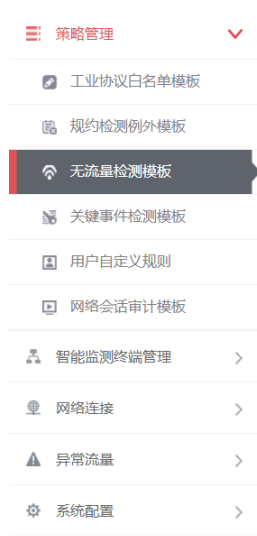 策略管理
工业协议白名单模板
规约检测例外模板
无流量检测模板
关键事件检测模板
用户自定义规则
网络会话审计模板
智能监测终端管理
网络连接
异常流量
系统配置